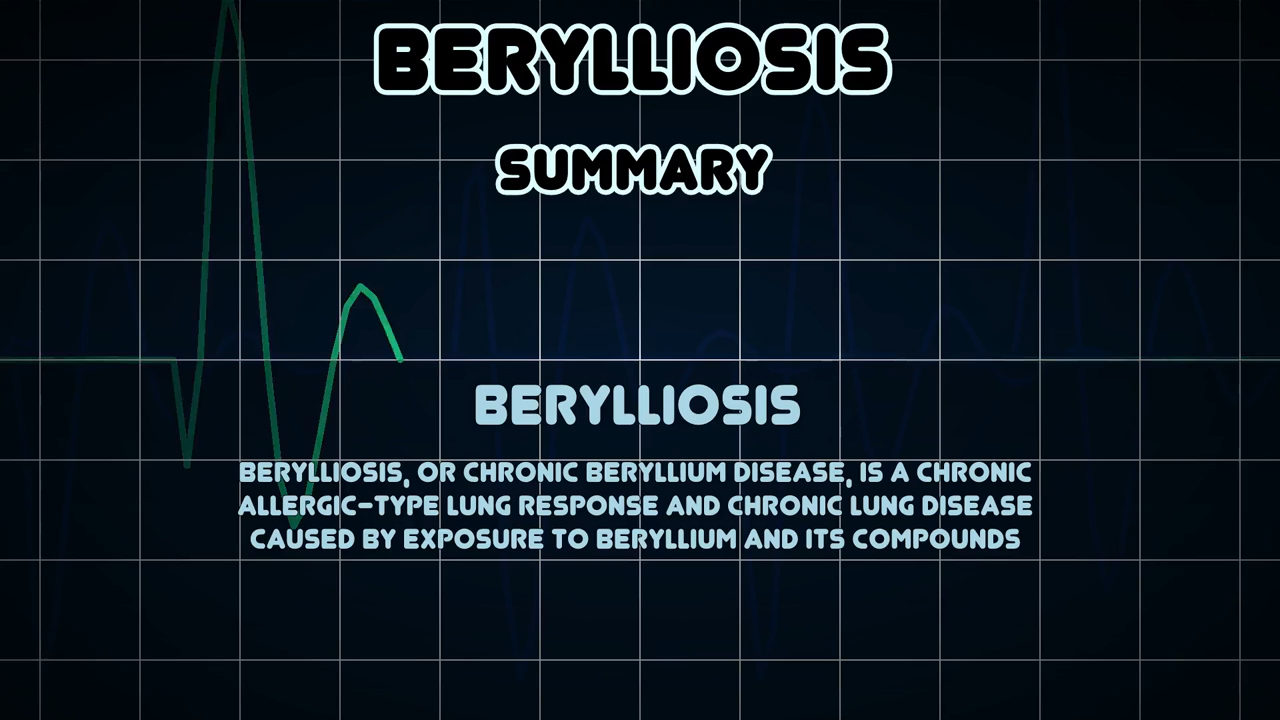 BERYLLIOSIS
SUMMARY
BERYLLIOSIS
BERYLLIOSIS, OR CHRONIC BERYLLIUM DISEASE, IS A CHRONIC
ALLERGIC-TYPE LUNG RESPONSE AND CHRONIC LUNG DISEASE
CAUSED BY EXPOSURE TO BERYLLIUM AND ITS COMPOUNDS